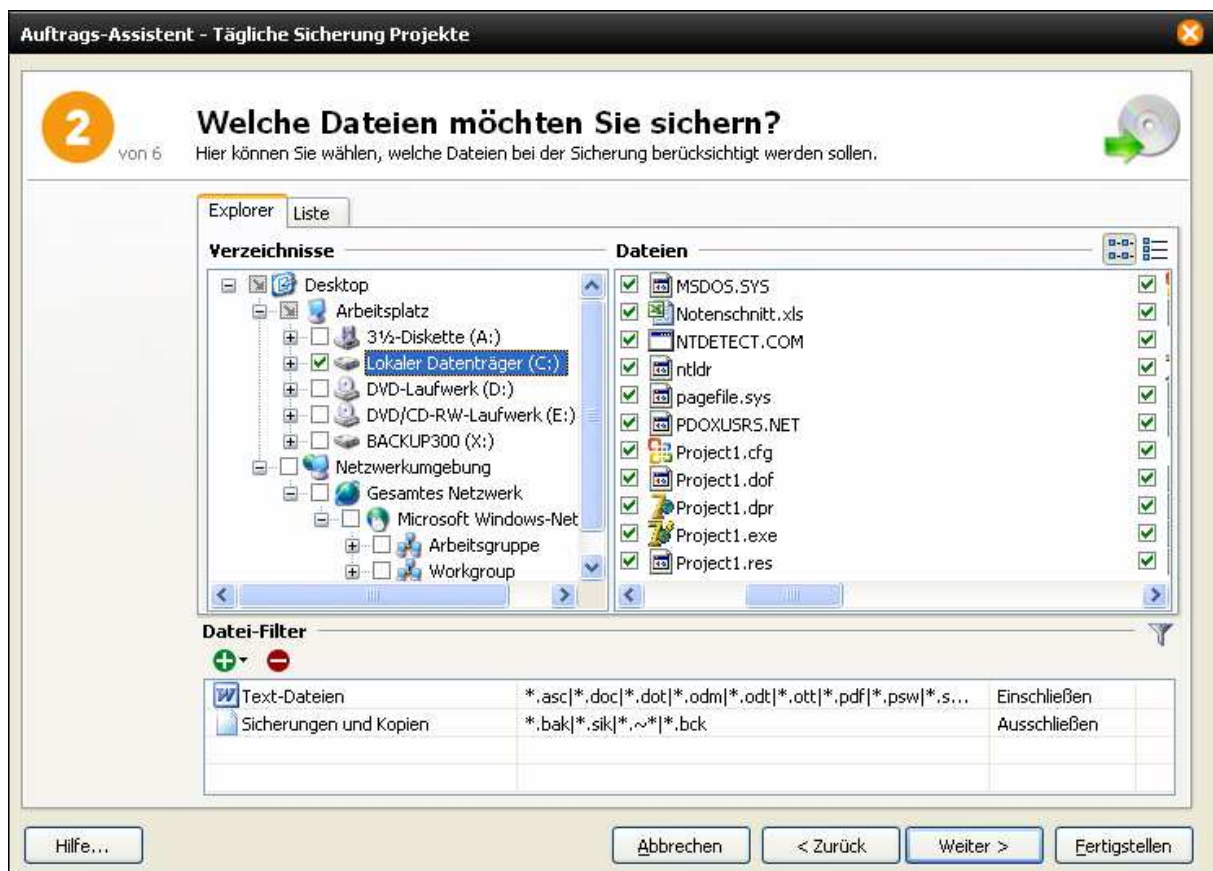 Auftrags-Assistent - Tägliche Sicherung Projekte
2
von 6
Welche Dateien möchten Sie sichern?
Hier können Sie wählen, welche Dateien bei der Sicherung berücksichtigt werden sollen.
Explorer
Liste
Verzeichnisse
Desktop
Arbeitsplatz
3½-Diskette (A:)
Lokaler Datenträger (C:)
DVD-Laufwerk (D:)
DVD/CD-RW-Laufwerk (E:)
BACKUP300 (X:)
Netzwerkumgebung
Gesamtes Netzwerk
Microsoft Windows-Net
Arbeitsgruppe
Workgroup
Dateien
MSDOS.SYS
Notenschnitt.xls
NTDETECT.COM
ntldr
pagefile.sys
PDOXUSRS.NET
Project1.cfg
Project1.dof
Project1.dpr
Project1.exe
Project1.res
Datei-Filter
Text-Dateien *.asc|*.doc|*.dot|*.odm|*.odt|*.ott|*.pdf|*.psw|*.s... Einschließen
Sicherungen und Kopien *.bak|*.sik|*.~*|*.bck Ausschließen
Hilfe...
Abbrechen
< Zurück
Weiter >
Fertigstellen